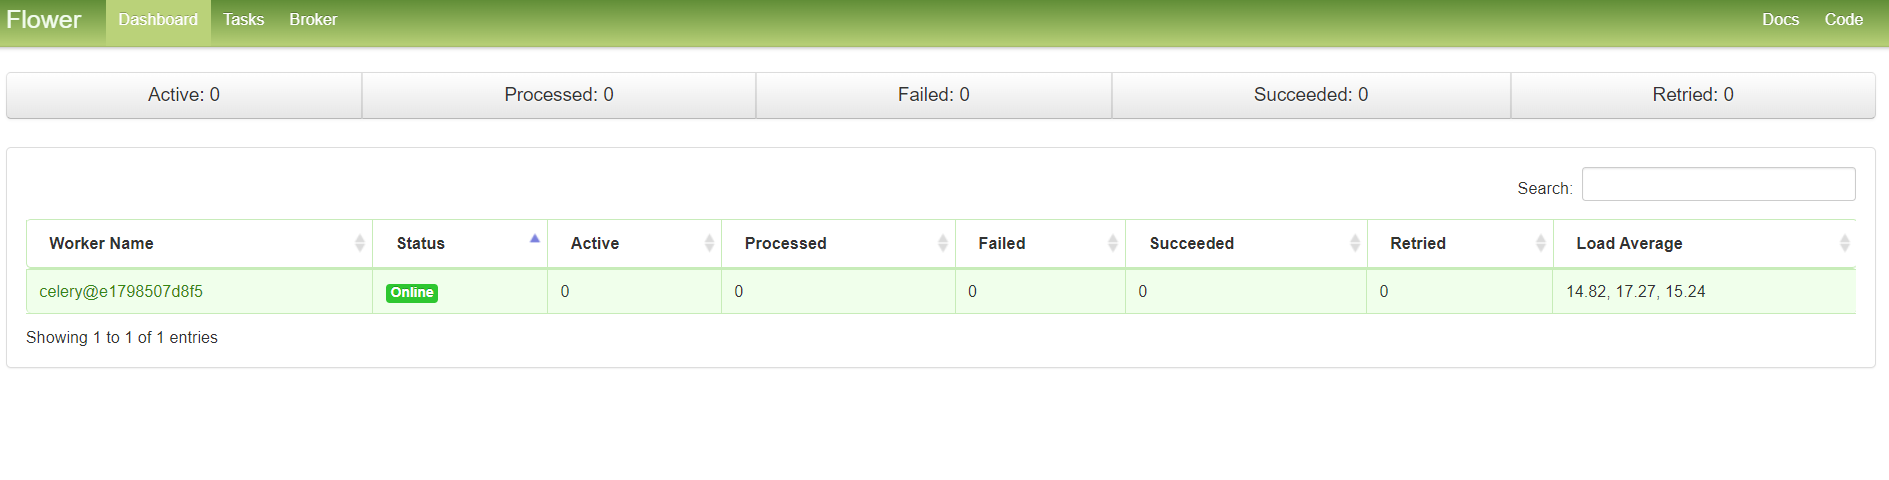 Flower Dashboard Tasks Broker Docs Code
Active: 0 Processed: 0 Failed: 0 Succeeded: 0 Retried: 0
Search:
Worker Name Status Active Processed Failed Succeeded Retried Load Average
celery@e1798507d8f5 Online 0 0 0 0 0 14.82, 17.27, 15.24
Showing 1 to 1 of 1 entries